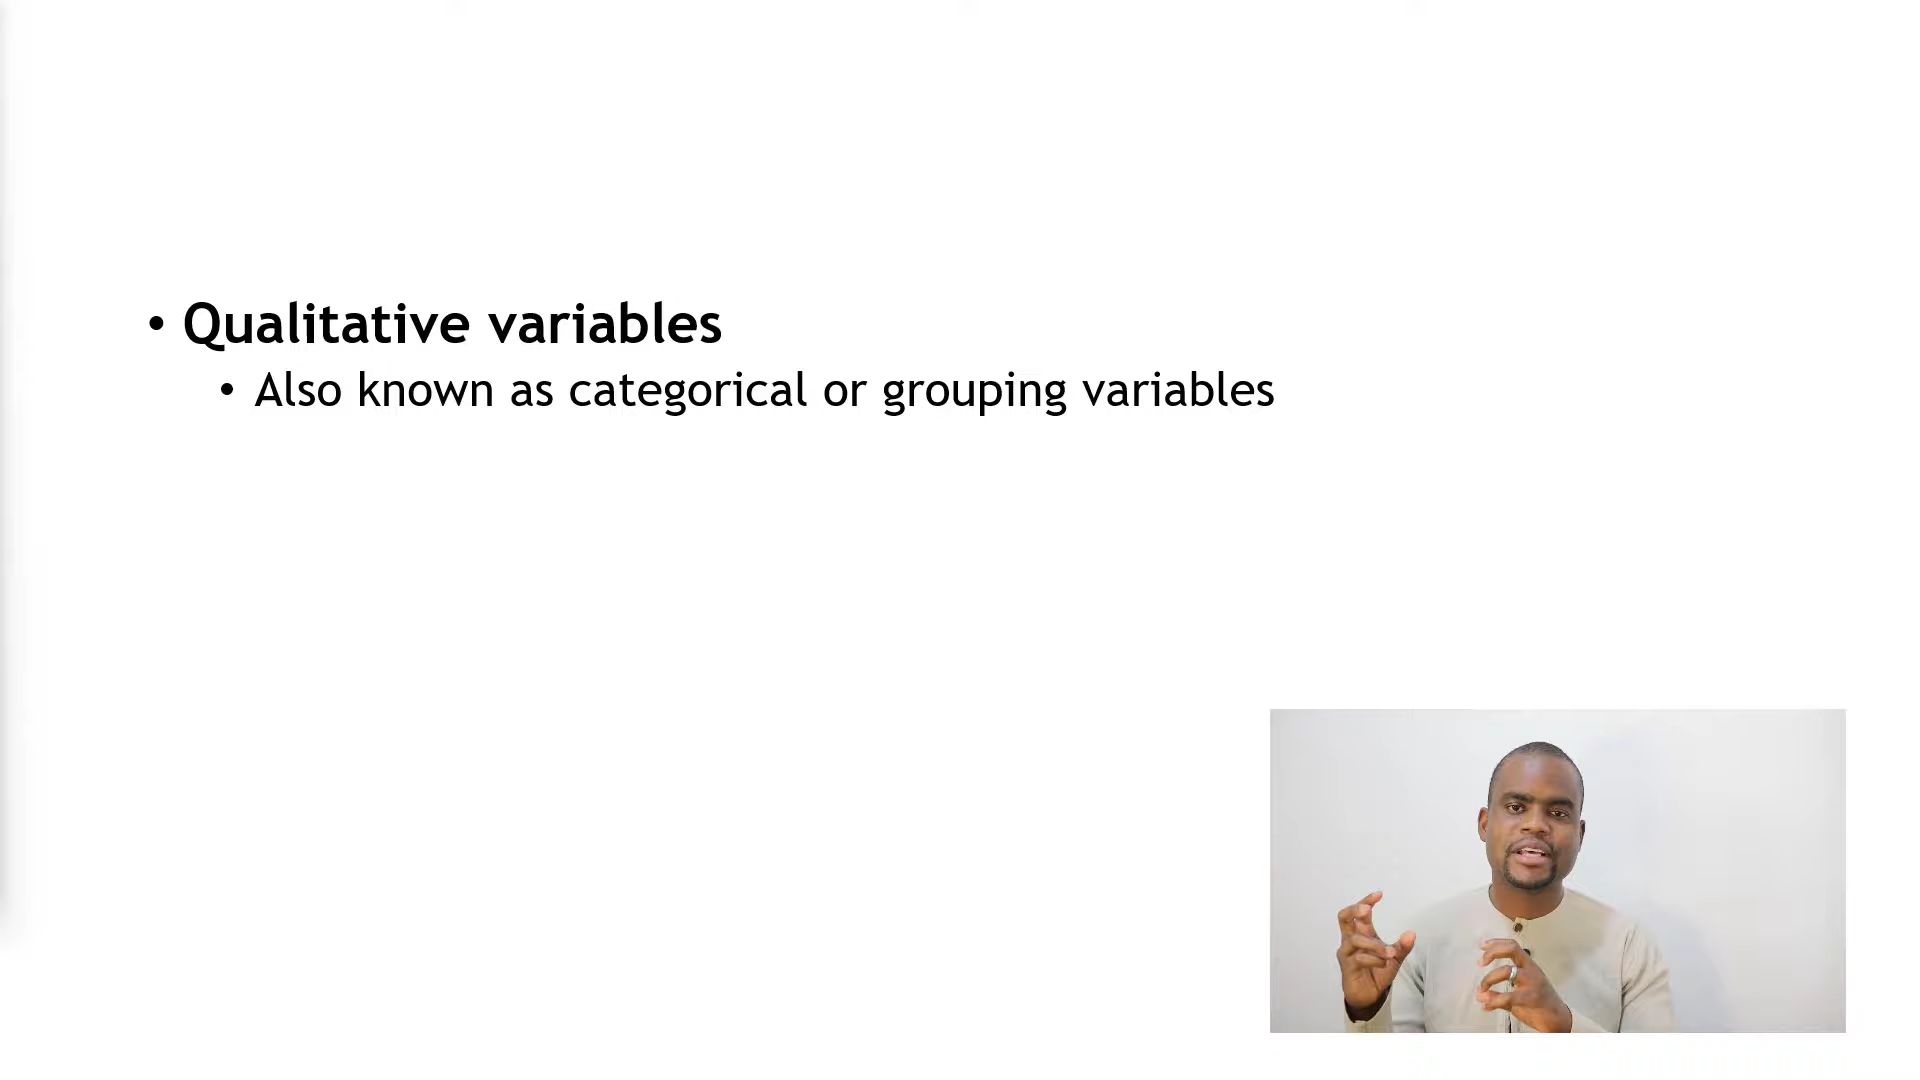 • Qualitative variables
• Also known as categorical or grouping variables